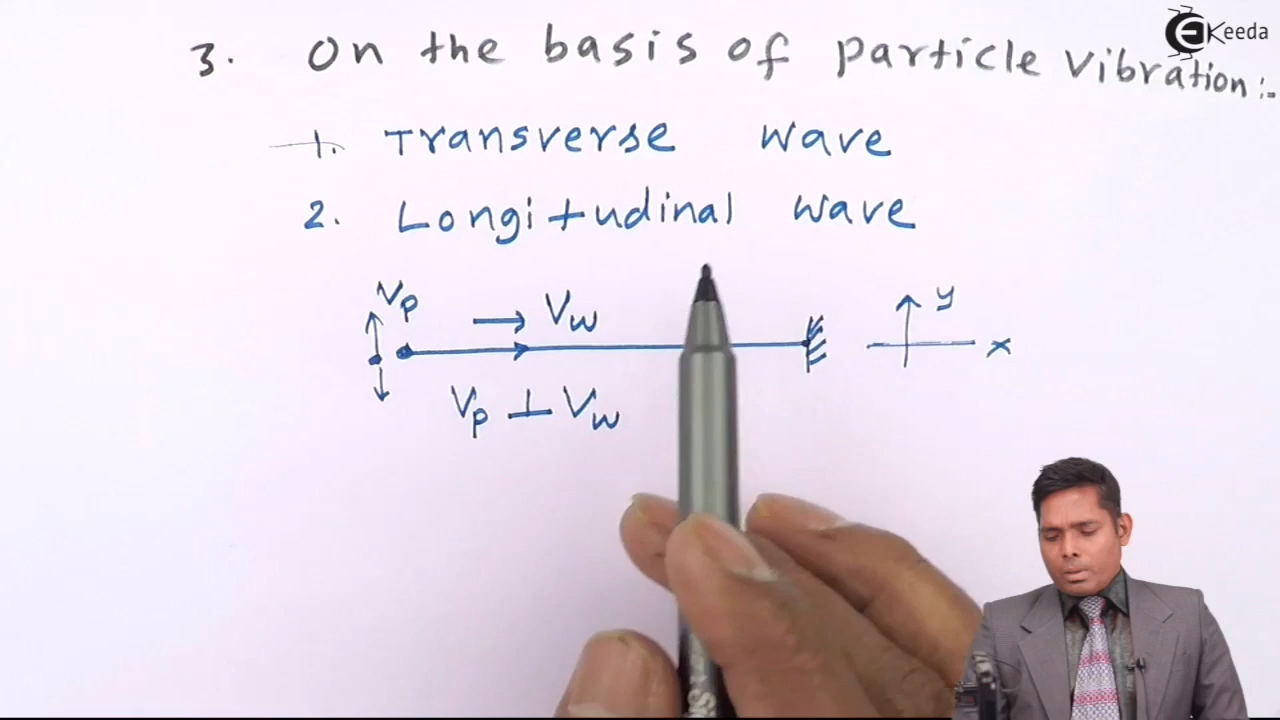 Ekeeda
3. On the basis of particle vibration :-
1. Transverse wave
2. Longitudinal wave
Vp
Vw
y
x
Vp ⊥ Vw